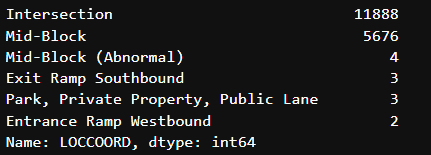 Intersection 11888
Mid-Block 5676
Mid-Block (Abnormal) 4
Exit Ramp Southbound 3
Park, Private Property, Public Lane 3
Entrance Ramp Westbound 2
Name: LOCCOORD, dtype: int64